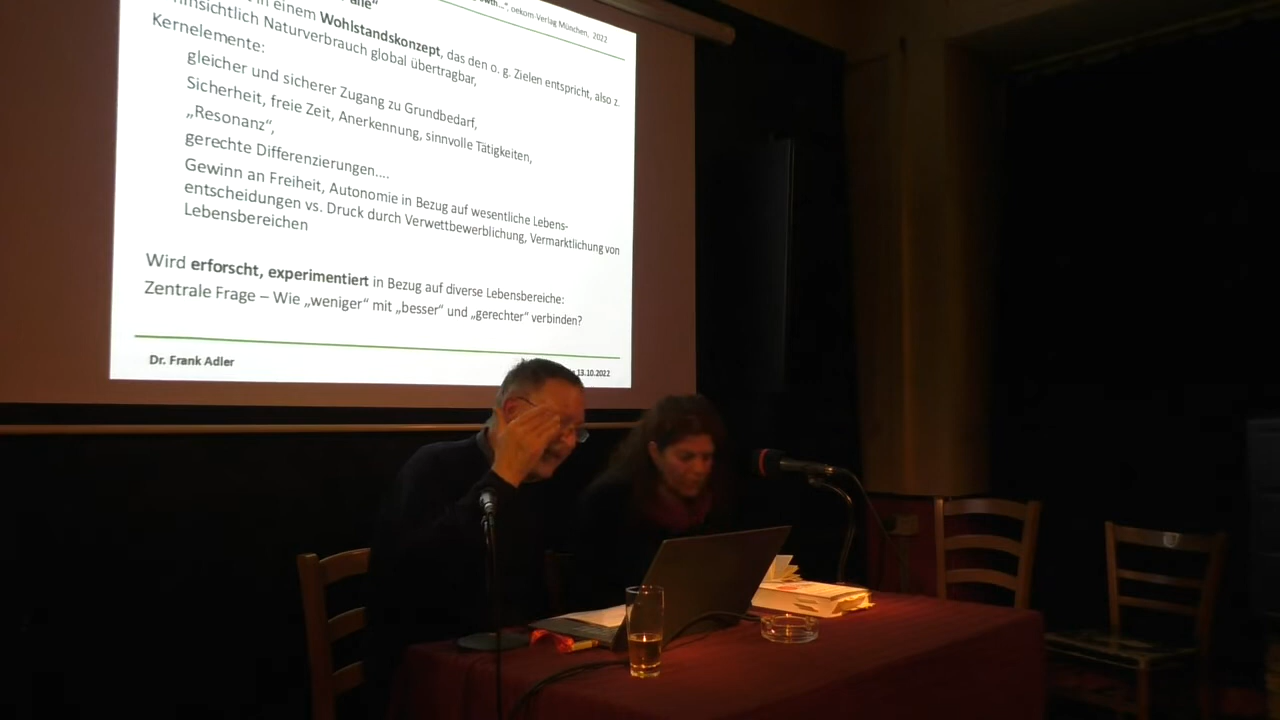 alle“
owth...“, oekom-Verlag München, 2022
in einem Wohlstandskonzept, das den o. g. Zielen entspricht, also z.
hinsichtlich Naturverbrauch global übertragbar,
Kernelemente:
gleicher und sicherer Zugang zu Grundbedarf,
Sicherheit, freie Zeit, Anerkennung, sinnvolle Tätigkeiten,
„Resonanz“,
gerechte Differenzierungen....
Gewinn an Freiheit, Autonomie in Bezug auf wesentliche Lebens-
entscheidungen vs. Druck durch Verwettbewerblichung, Vermarktlichung von
Lebensbereichen
Wird erforscht, experimentiert in Bezug auf diverse Lebensbereiche:
Zentrale Frage – Wie „weniger“ mit „besser“ und „gerechter“ verbinden?
Dr. Frank Adler
13.10.2022